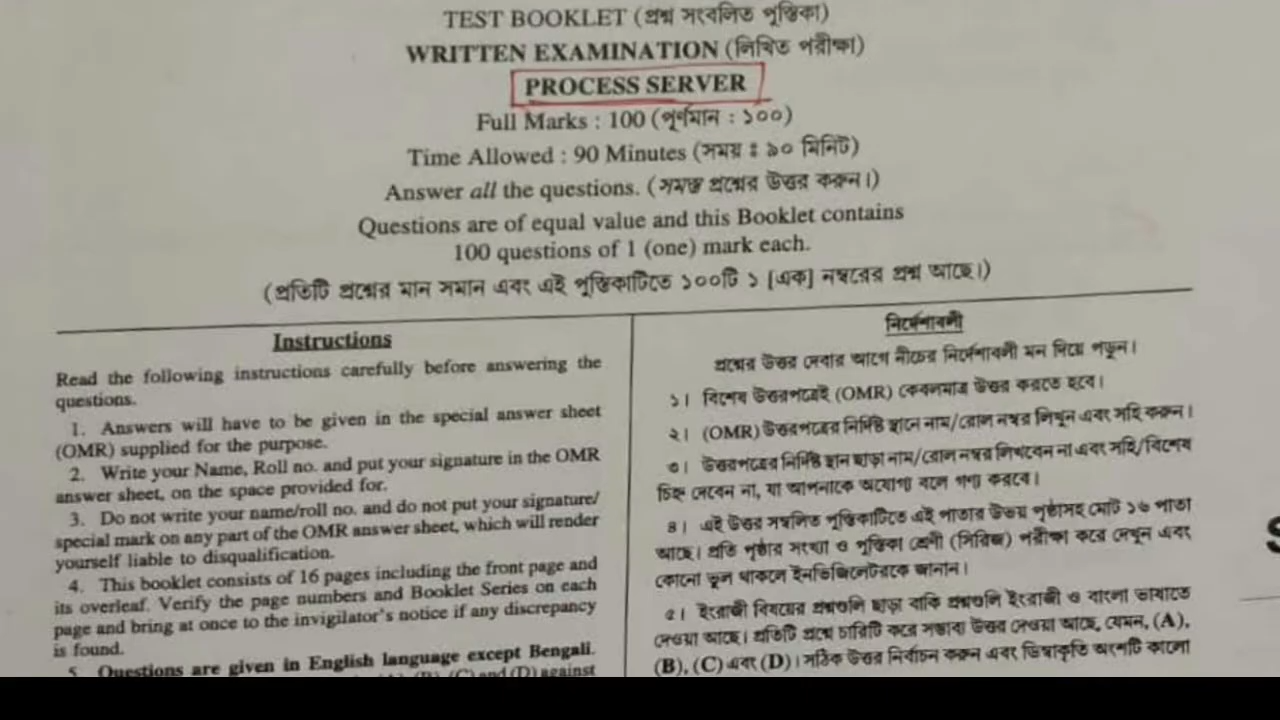 TEST BOOKLET (প্রশ্ন সংবলিত পুস্তিকা)
WRITTEN EXAMINATION (লিখিত পরীক্ষা)
PROCESS SERVER
Full Marks : 100 (পূর্ণমান : ১০০)
Time Allowed : 90 Minutes (সময় ঃ ৯০ মিনিট)
Answer all the questions. (সমস্ত প্রশ্নের উত্তর করুন।)
Questions are of equal value and this Booklet contains
100 questions of 1 (one) mark each.
(প্রতিটি প্রশ্নের মান সমান এবং এই পুস্তিকাটিতে ১০০টি ১ [এক] নম্বরের প্রশ্ন আছে।)
Instructions
Read the following instructions carefully before answering the
questions.
1. Answers will have to be given in the special answer sheet
(OMR) supplied for the purpose.
2. Write your Name, Roll no. and put your signature in the OMR
answer sheet, on the space provided for.
3. Do not write your name/roll no. and do not put your signature/
special mark on any part of the OMR answer sheet, which will render
yourself liable to disqualification.
4. This booklet consists of 16 pages including the front page and
its overleaf. Verify the page numbers and Booklet Series on each
page and bring at once to the invigilator's notice if any discrepancy
is found.
5. Questions are given in English language except Bengali.
(B), (C) and (D) against
নির্দেশাবলী
প্রশ্নের উত্তর দেবার আগে নীচের নির্দেশাবলী মন দিয়ে পড়ুন।
১। বিশেষ উত্তরপত্রেই (OMR) কেবলমাত্র উত্তর করতে হবে।
২। (OMR) উত্তরপত্রের নির্দিষ্ট স্থানে নাম/রোল নম্বর লিখুন এবং সহি করুন।
৩। উত্তরপত্রের নির্দিষ্ট স্থান ছাড়া নাম/রোল নম্বর লিখবেন না এবং সহি/বিশেষ
চিহ্ন দেবেন না, যা আপনাকে অযোগ্য বলে গণ্য করবে।
৪। এই উত্তর সম্বলিত পুস্তিকাটিতে এই পাতার উভয় পৃষ্ঠাসহ মোট ১৬ পাতা
আছে। প্রতি পৃষ্ঠার সংখ্যা ও পুস্তিকা শ্রেণী (সিরিজ) পরীক্ষা করে দেখুন এবং
কোনো ভুল থাকলে ইনভিজিলেটরকে জানান।
৫। ইংরাজী বিষয়ের প্রশ্নগুলি ছাড়া বাকি প্রশ্নগুলি ইংরাজী ও বাংলা ভাষাতে
দেওয়া আছে। প্রতিটি প্রশ্নে চারিটি করে সম্ভাব্য উত্তর দেওয়া আছে, যেমন, (A),
(B), (C) এবং (D)। সঠিক উত্তর নির্বাচন করুন এবং ডিম্বাকৃতি অংশটি কালো